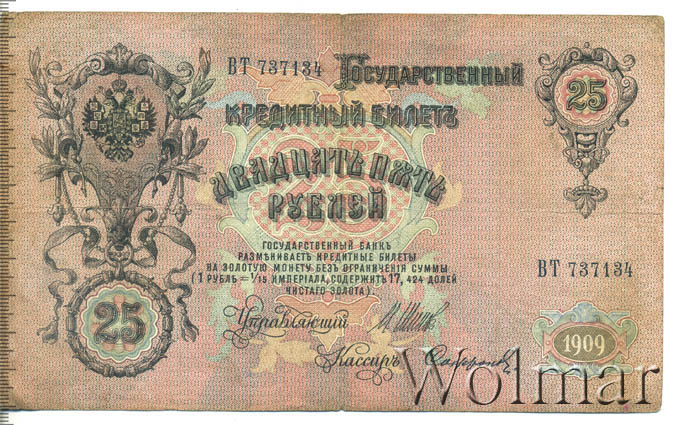 ВТ 737134 Государственный
25
Кредитный Билетъ
Двадцать пять
рублей
25
ГОСУДАРСТВЕННЫЙ БАНКЪ
РАЗМѢНИВАЕТЪ КРЕДИТНЫЕ БИЛЕТЫ
НА ЗОЛОТУЮ МОНЕТУ БЕЗЪ ОГРАНИЧЕНІЯ СУММЫ
(1 РУБЛЬ = 1/15 ИМПЕРІАЛА, СОДЕРЖИТЪ 17,424 ДОЛЕЙ
ЧИСТАГО ЗОЛОТА).
ВТ 737134
25
Управляющій
Кассиръ
1909
Wolmar